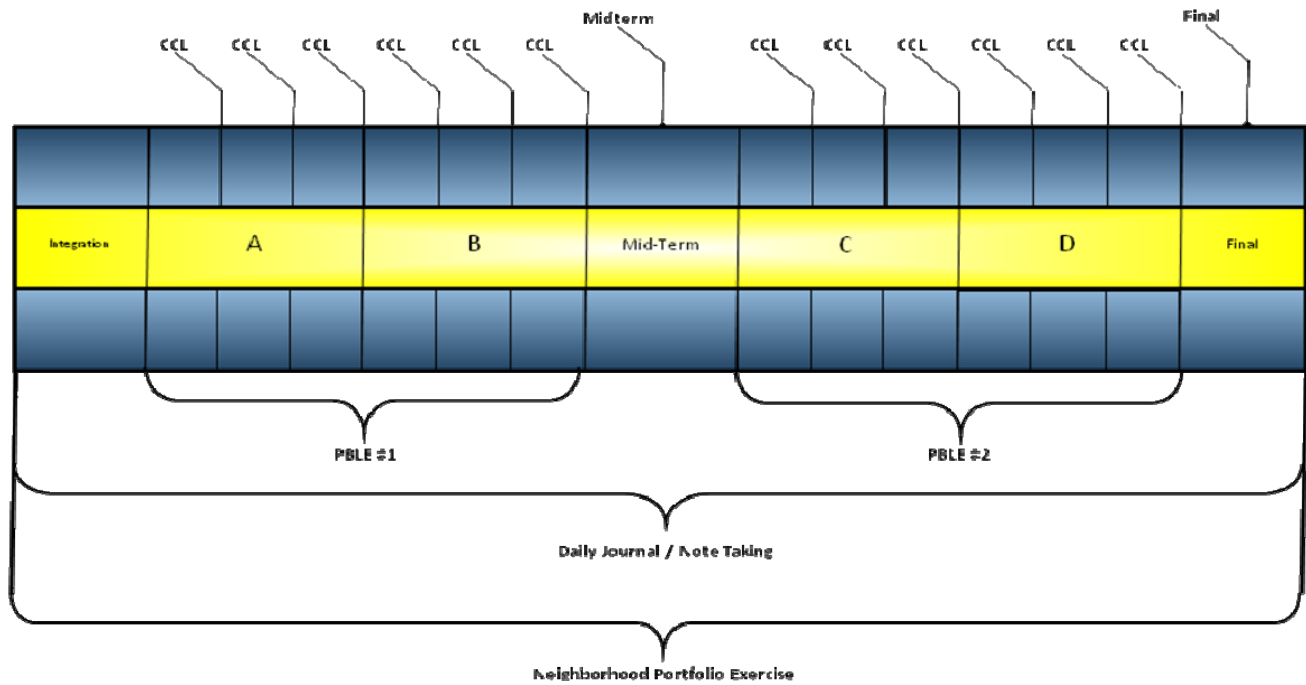 Midterm
Final
CCL CCL CCL CCL CCL CCL CCL CCL CCL CCL CCL CCL
Integration A B Mid-Term C D Final
PBLE #1 PBLE #2
Daily Journal / Note Taking
Neighborhood Portfolio Exercise